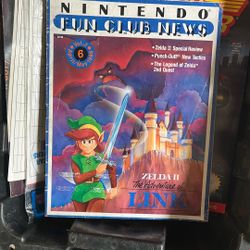 NINTENDO
FUN CLUB NEWS
6
• Zelda II: Special Review
• Punch-Out!! New Tactics
• The Legend of Zelda
2nd Quest
ZELDA II
The Adventure of
LINK